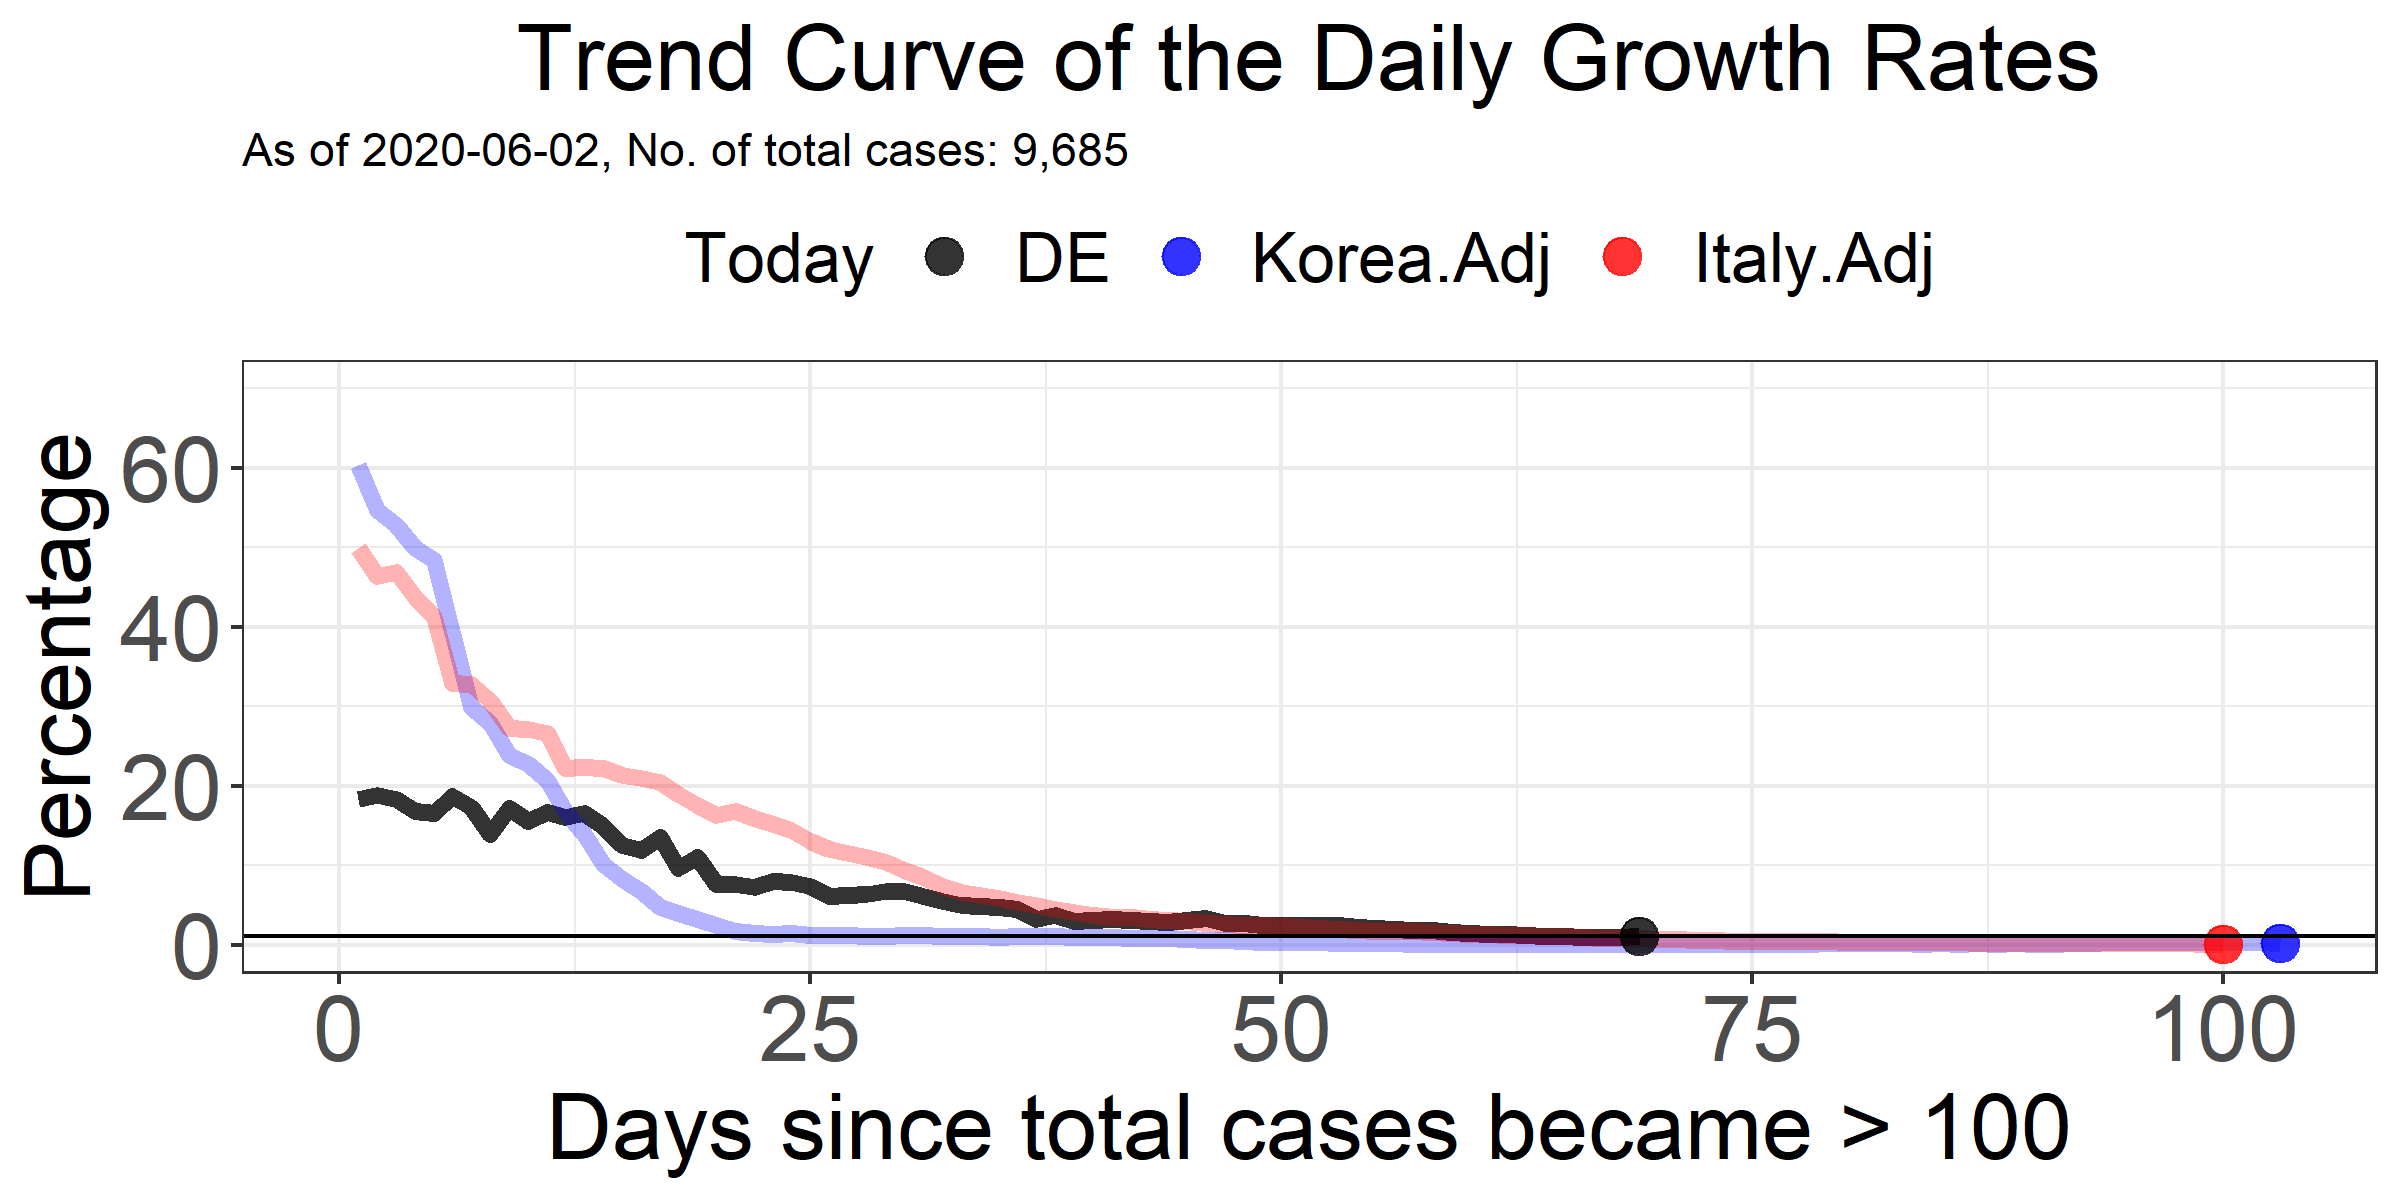 Trend Curve of the Daily Growth Rates
As of 2020-06-02, No. of total cases: 9,685
Today DE Korea.Adj Italy.Adj
Percentage
60
40
20
0
0 25 50 75 100
Days since total cases became > 100